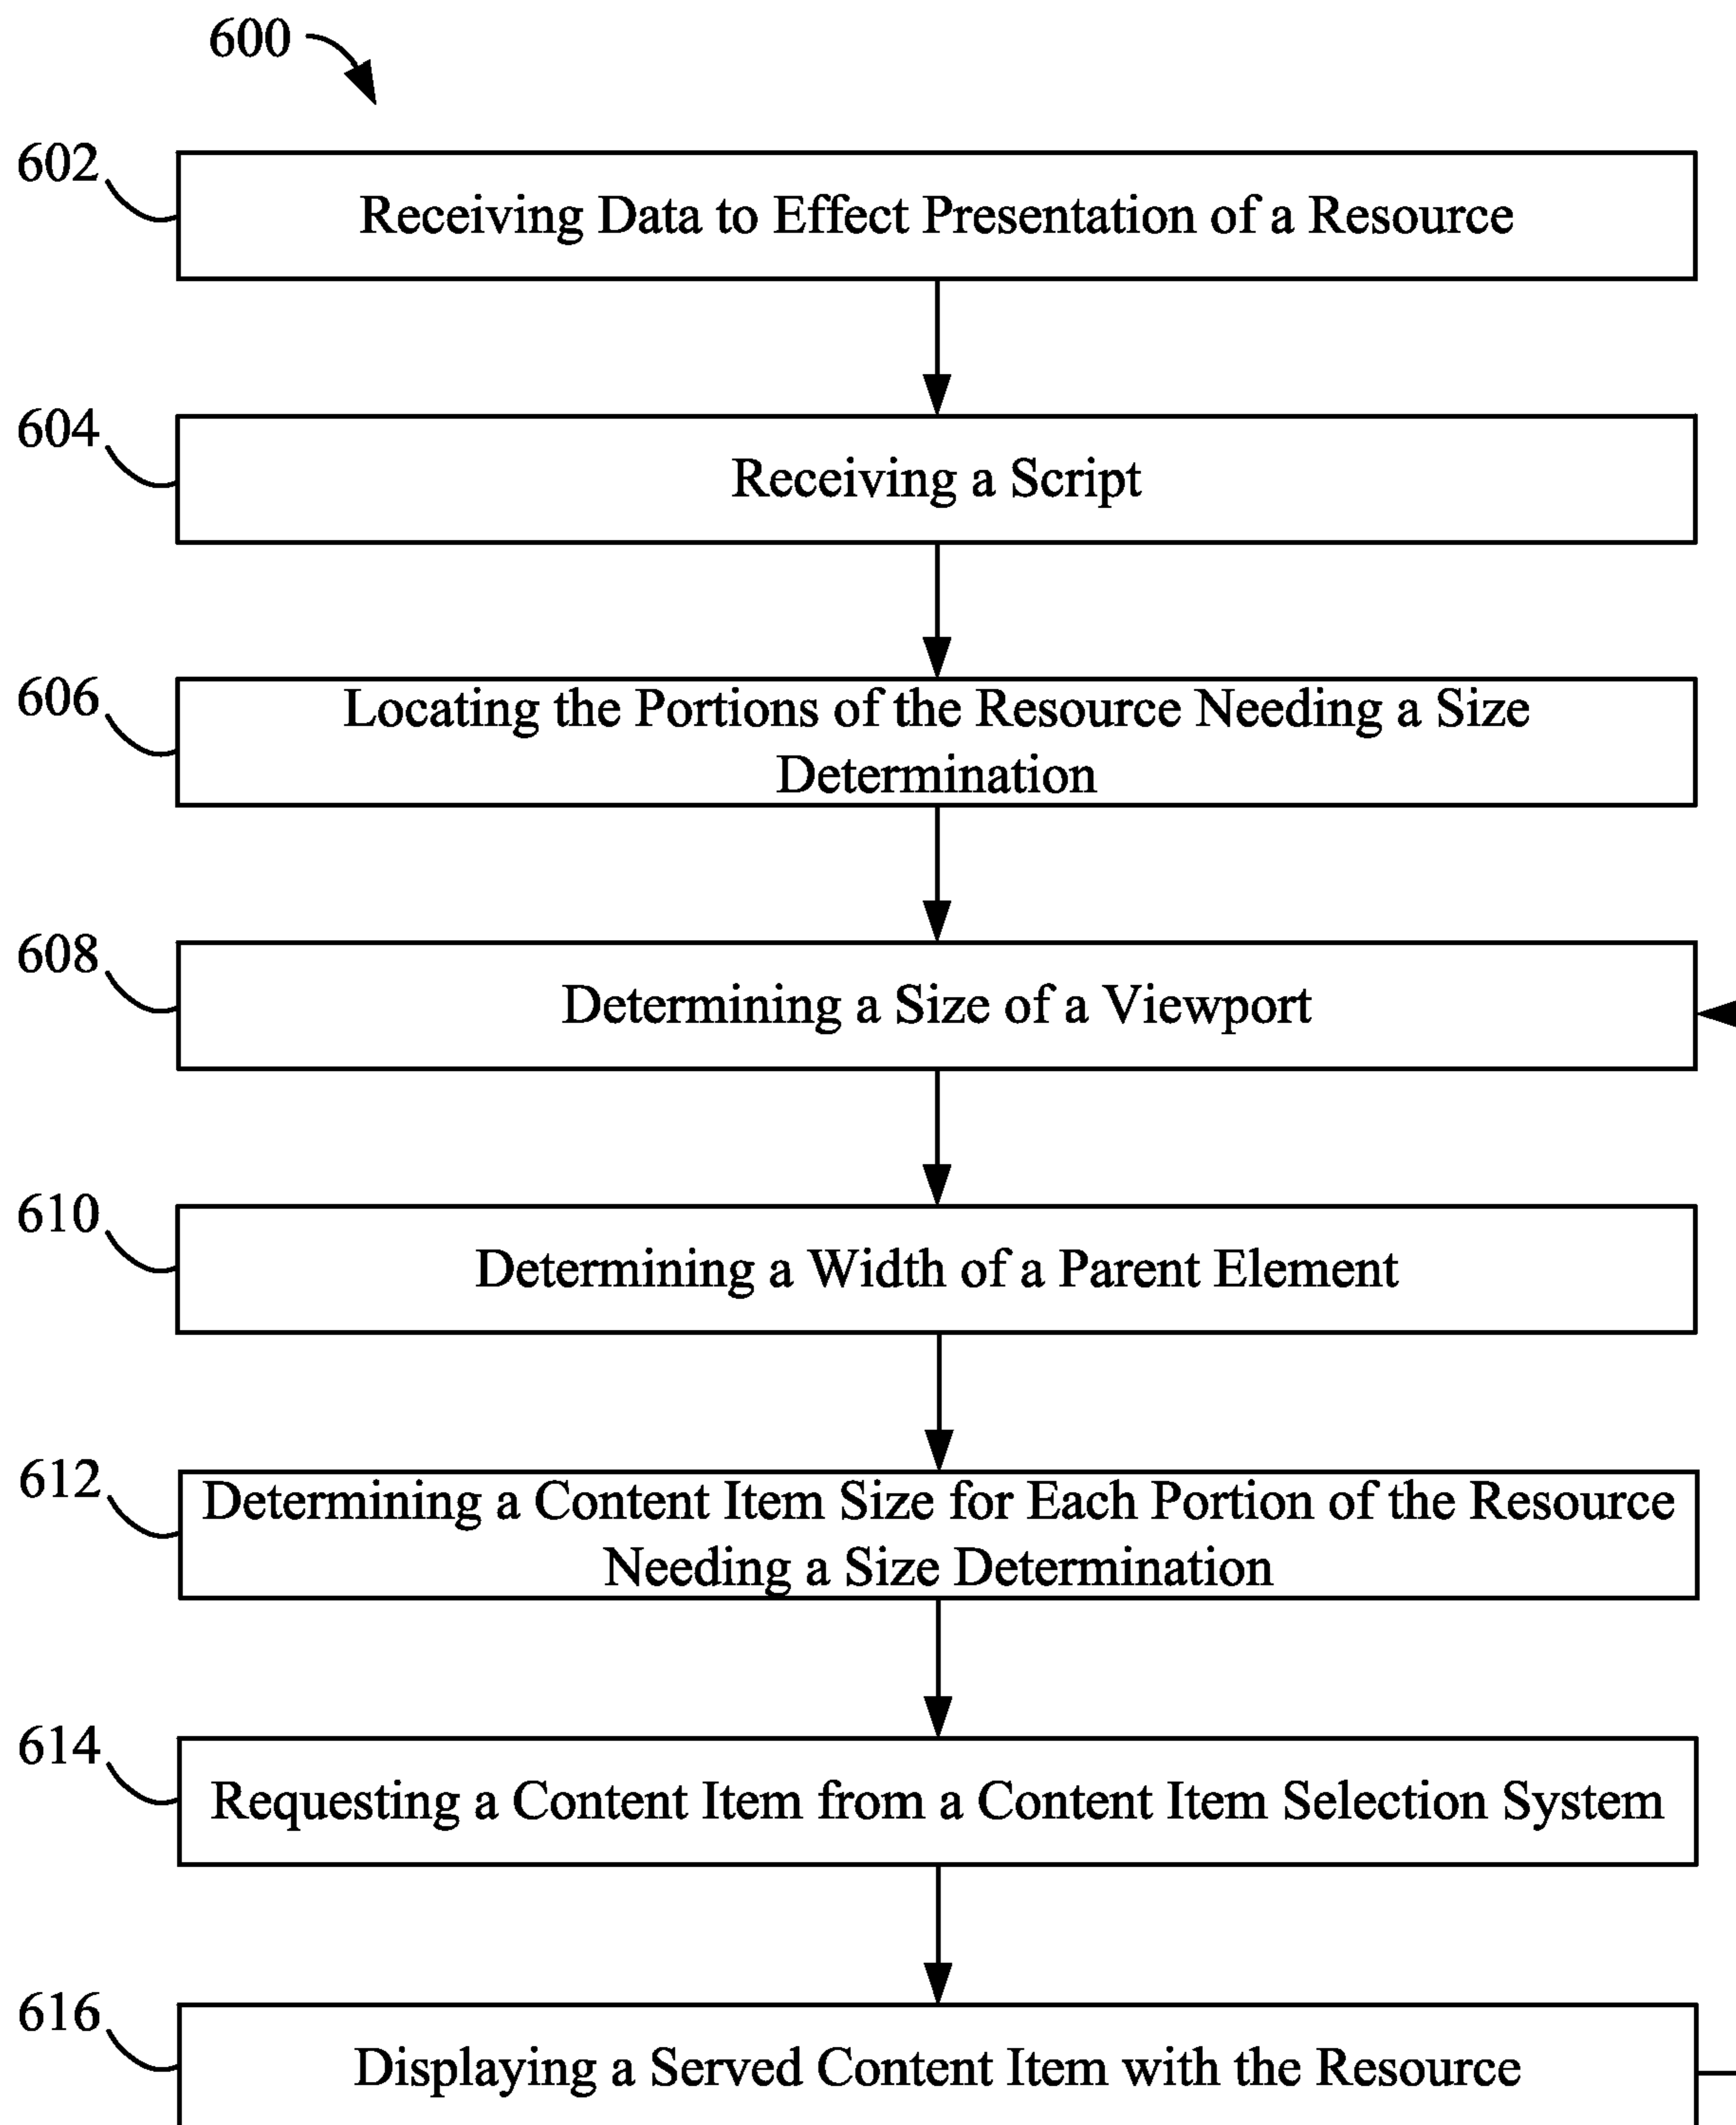 600
602
Receiving Data to Effect Presentation of a Resource
604
Receiving a Script
606
Locating the Portions of the Resource Needing a Size
Determination
608
Determining a Size of a Viewport
610
Determining a Width of a Parent Element
612
Determining a Content Item Size for Each Portion of the Resource
Needing a Size Determination
614
Requesting a Content Item from a Content Item Selection System
616
Displaying a Served Content Item with the Resource